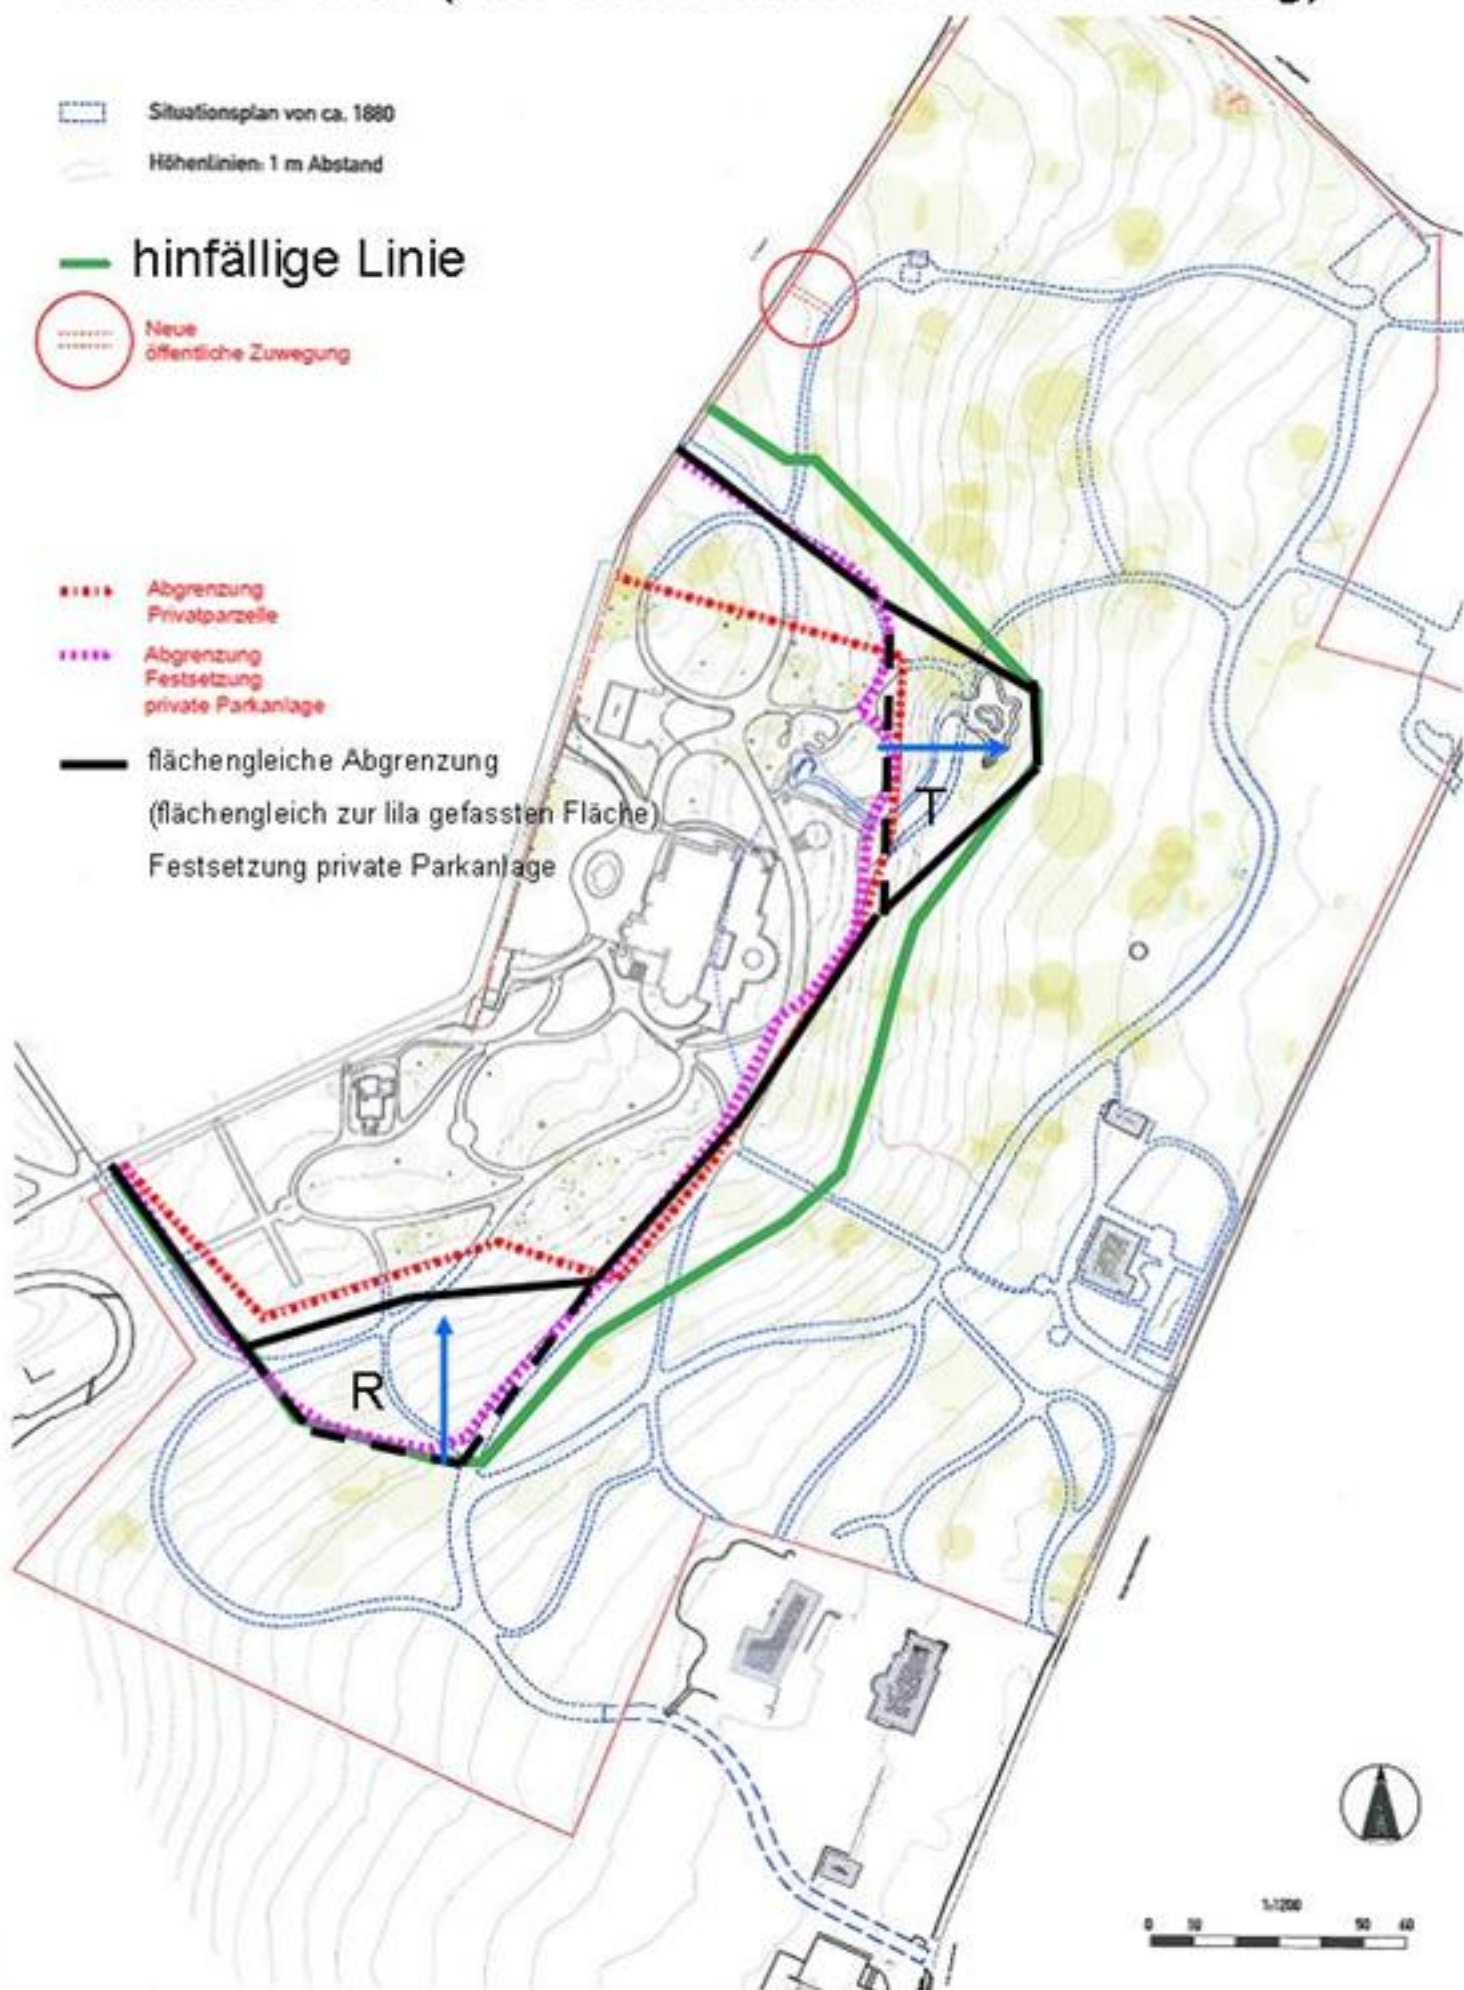 Situationsplan von ca. 1880
Höhenlinien: 1 m Abstand
hinfällige Linie
Neue
öffentliche Zuwegung
Abgrenzung
Privatparzelle
Abgrenzung
Festsetzung
private Parkanlage
flächengleiche Abgrenzung
(flächengleich zur lila gefassten Fläche)
Festsetzung private Parkanlage
T
R
1:1200
0 10 50 60